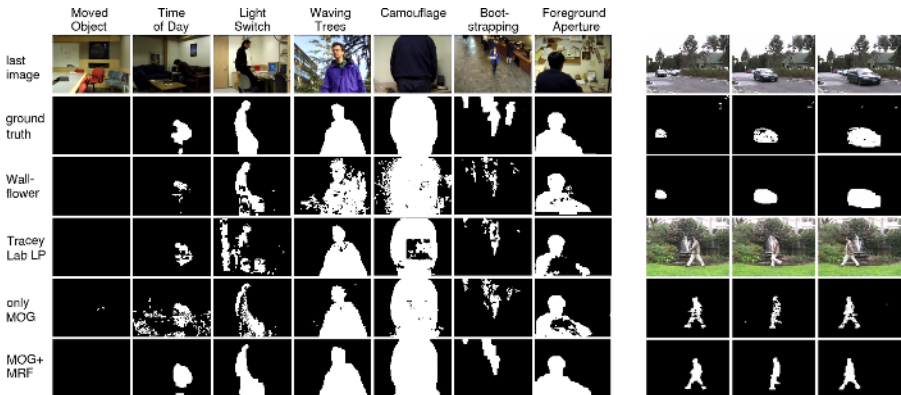 Moved Object
Time of Day
Light Switch
Waving Trees
Camouflage
Boot-strapping
Foreground Aperture
last image
ground truth
Wall-flower
Tracey Lab LP
only MOG
MOG+ MRF